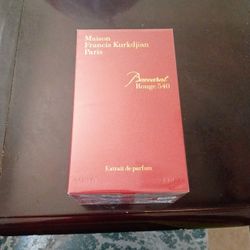 Maison
Francis Kurkdjian
Paris
Baccarat
Rouge 540
Extrait de parfum